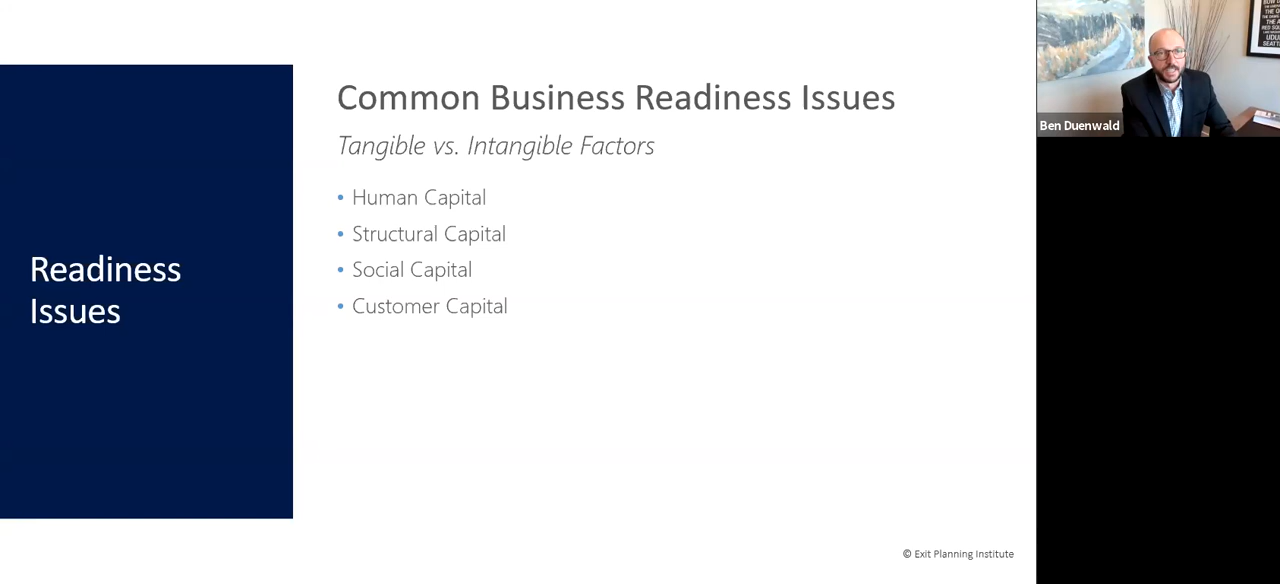 Common Business Readiness Issues
Tangible vs. Intangible Factors
• Human Capital
• Structural Capital
• Social Capital
• Customer Capital
Readiness
Issues
© Exit Planning Institute
Ben Duenwald